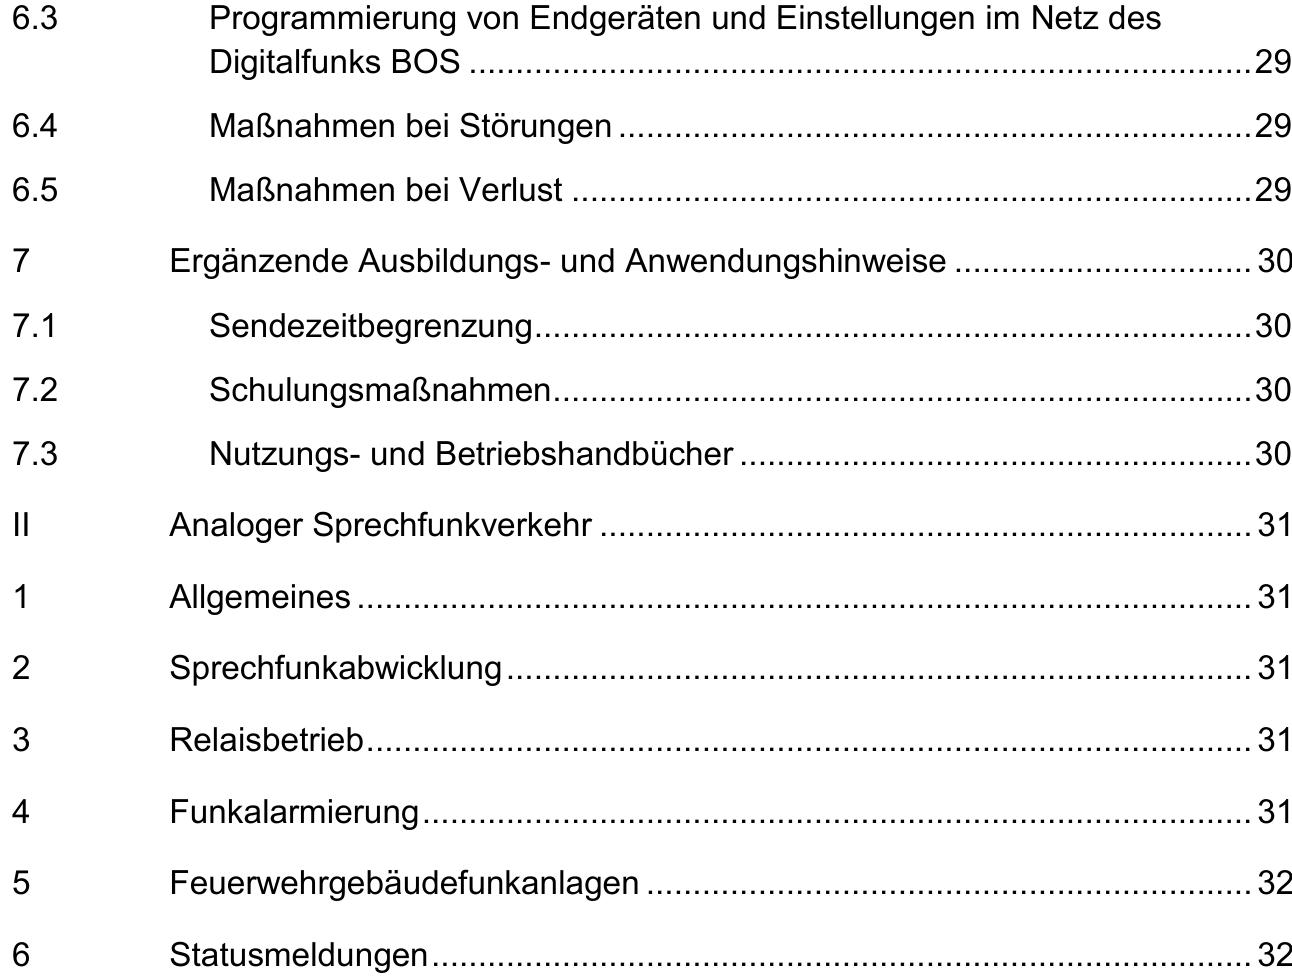 6.3 Programmierung von Endgeräten und Einstellungen im Netz des
Digitalfunks BOS ..................................................................................... 29
6.4 Maßnahmen bei Störungen ..................................................................... 29
6.5 Maßnahmen bei Verlust .......................................................................... 29
7 Ergänzende Ausbildungs- und Anwendungshinweise ................................ 30
7.1 Sendezeitbegrenzung.............................................................................. 30
7.2 Schulungsmaßnahmen............................................................................ 30
7.3 Nutzungs- und Betriebshandbücher ........................................................ 30
II Analoger Sprechfunkverkehr ...................................................................... 31
1 Allgemeines ................................................................................................ 31
2 Sprechfunkabwicklung................................................................................ 31
3 Relaisbetrieb............................................................................................... 31
4 Funkalarmierung......................................................................................... 31
5 Feuerwehrgebäudefunkanlagen ................................................................. 32
6 Statusmeldungen........................................................................................ 32